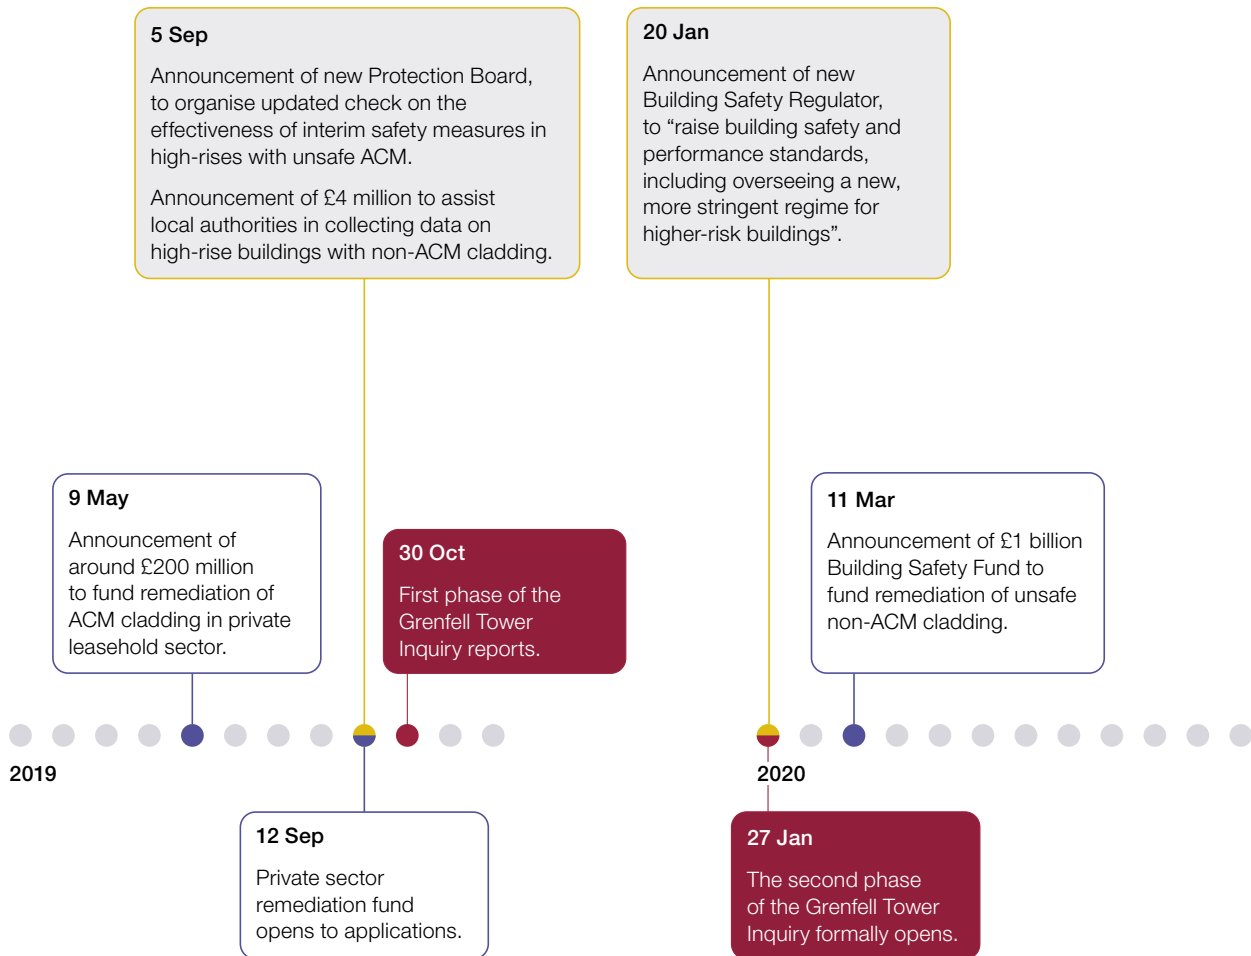 5 Sep
Announcement of new Protection Board,
to organise updated check on the
effectiveness of interim safety measures in
high-rises with unsafe ACM.
Announcement of £4 million to assist
local authorities in collecting data on
high-rise buildings with non-ACM cladding.
20 Jan
Announcement of new
Building Safety Regulator,
to “raise building safety and
performance standards,
including overseeing a new,
more stringent regime for
higher-risk buildings”.
9 May
Announcement of
around £200 million
to fund remediation of
ACM cladding in private
leasehold sector.
30 Oct
First phase of the
Grenfell Tower
Inquiry reports.
11 Mar
Announcement of £1 billion
Building Safety Fund to
fund remediation of unsafe
non-ACM cladding.
2019
2020
12 Sep
Private sector
remediation fund
opens to applications.
27 Jan
The second phase
of the Grenfell Tower
Inquiry formally opens.